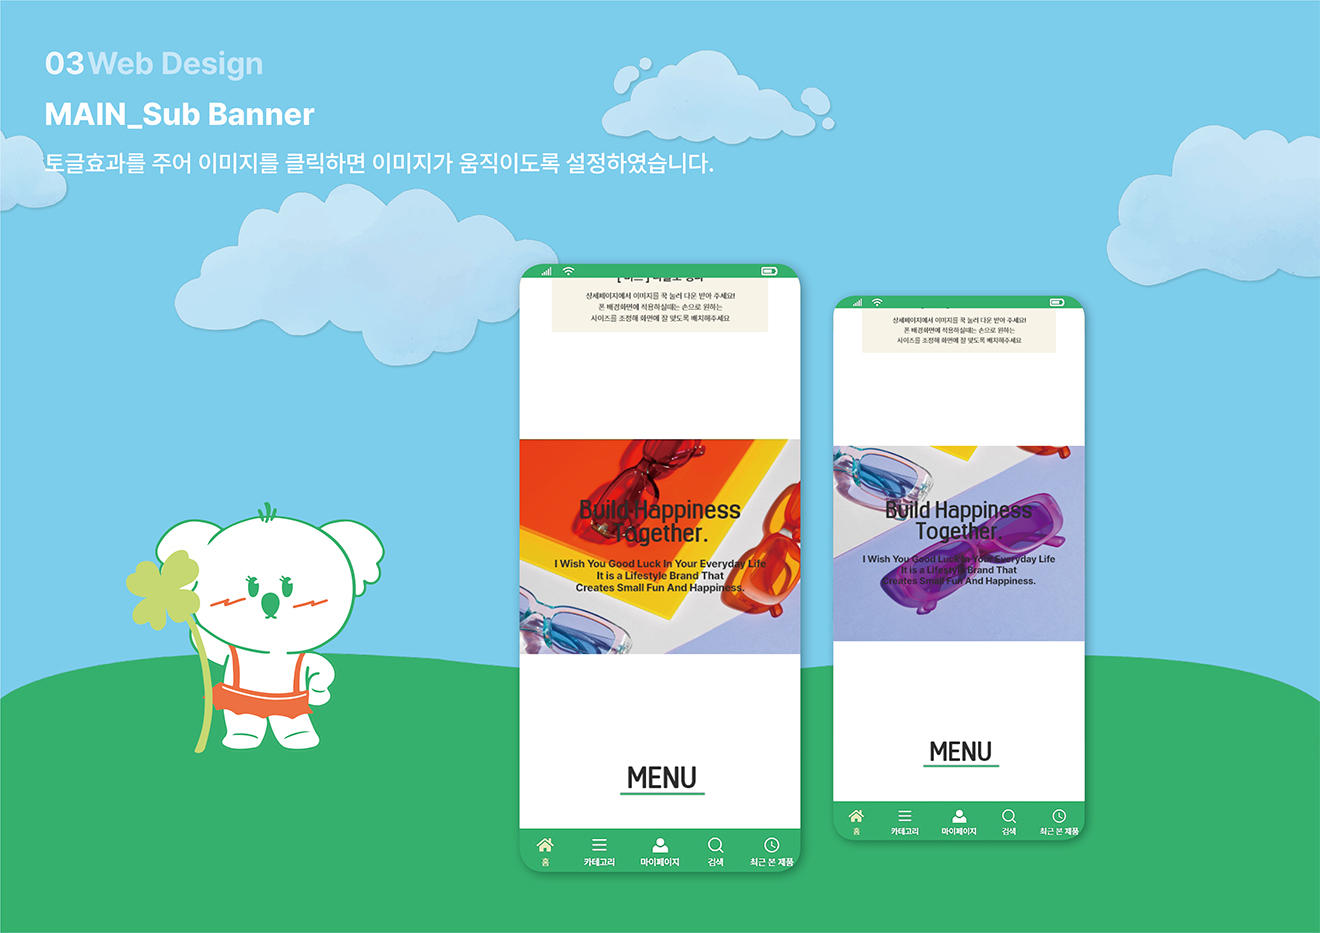 03Web Design
MAIN_Sub Banner
토글효과를 주어 이미지를 클릭하면 이미지가 움직이도록 설정하였습니다.
상세페이지에서 이미지를 꾹 눌러 다운 받아 주세요!
폰 배경화면에 적용하실때는 손으로 원하는
사이즈를 조정해 화면에 잘 맞도록 배치해주세요
Build Happiness
Together.
I Wish You Good Luck In Your Everyday Life
It is a Lifestyle Brand That
Creates Small Fun And Happiness.
MENU
홈 카테고리 마이페이지 검색 최근 본 제품
상세페이지에서 이미지를 꾹 눌러 다운 받아 주세요!
폰 배경화면에 적용하실때는 손으로 원하는
사이즈를 조정해 화면에 잘 맞도록 배치해주세요
Build Happiness
Together.
I Wish You Good Luck In Your Everyday Life
It is a Lifestyle Brand That
Creates Small Fun And Happiness.
MENU
홈 카테고리 마이페이지 검색 최근 본 제품